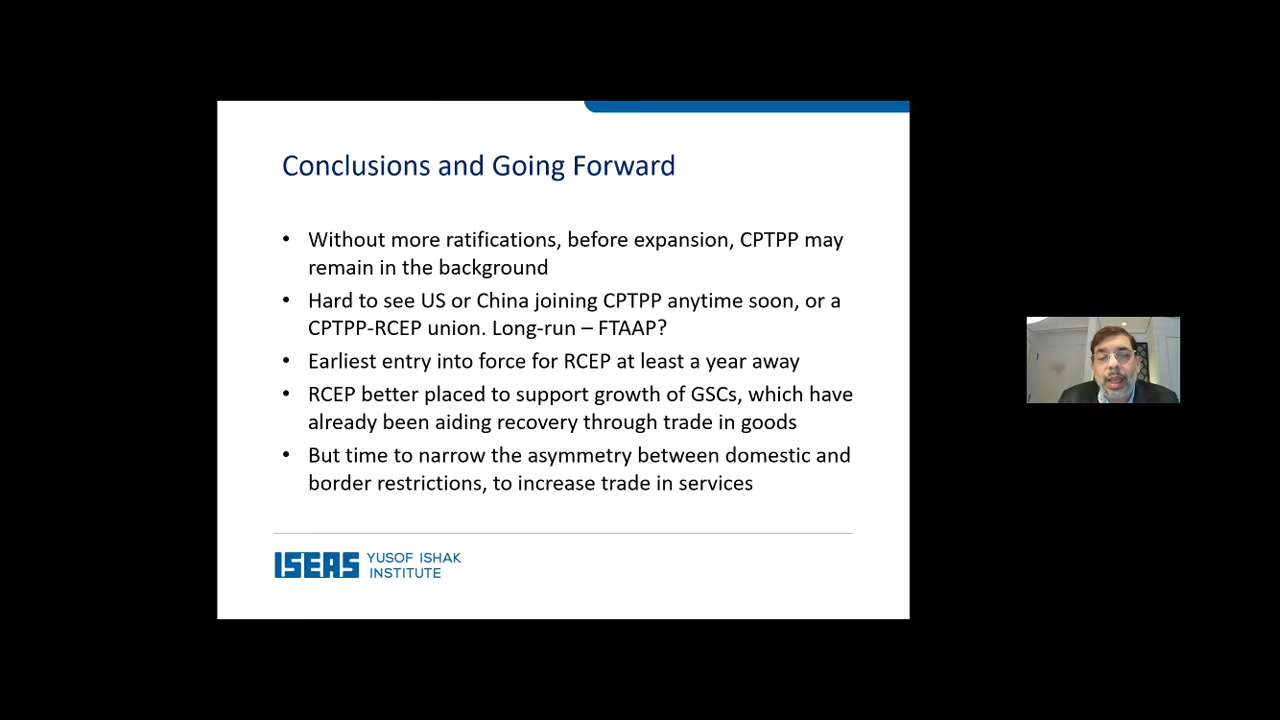 Conclusions and Going Forward
• Without more ratifications, before expansion, CPTPP may
remain in the background
• Hard to see US or China joining CPTPP anytime soon, or a
CPTPP-RCEP union. Long-run – FTAAP?
• Earliest entry into force for RCEP at least a year away
• RCEP better placed to support growth of GSCs, which have
already been aiding recovery through trade in goods
• But time to narrow the asymmetry between domestic and
border restrictions, to increase trade in services
ISEAS YUSOF ISHAK
INSTITUTE